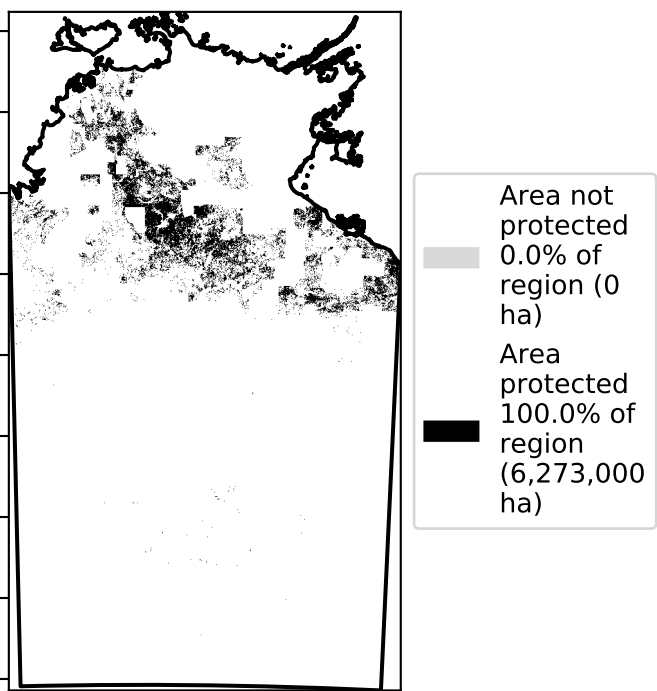 Area not
protected
0.0% of
region (0
ha)
Area
protected
100.0% of
region
(6,273,000
ha)